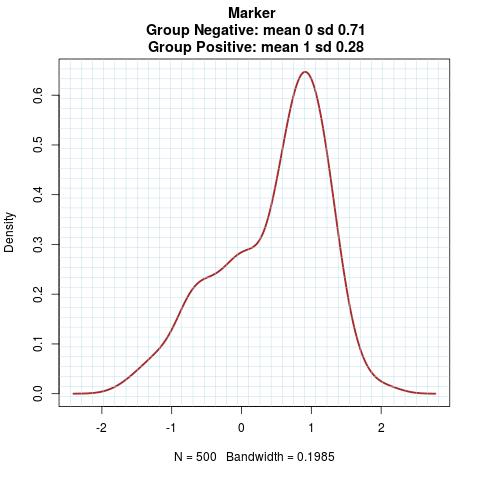 Marker
Group Negative: mean 0 sd 0.71
Group Positive: mean 1 sd 0.28
Density
0.6
0.5
0.4
0.3
0.2
0.1
0.0
-2 -1 0 1 2
N = 500 Bandwidth = 0.1985